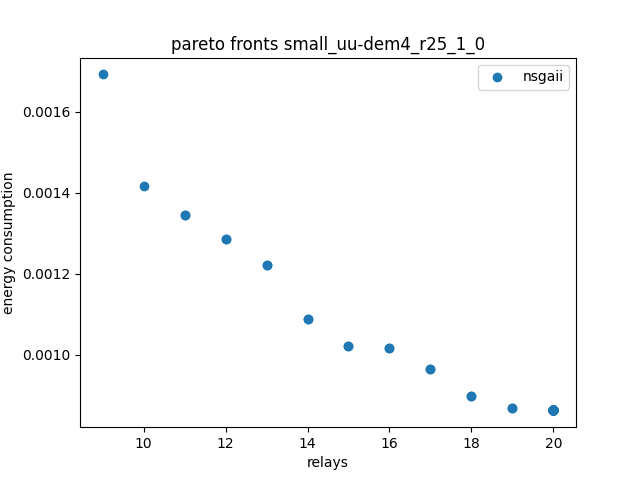 pareto fronts small_uu-dem4_r25_1_0
nsgaii
0.0016
0.0014
0.0012
0.0010
energy consumption
10 12 14 16 18 20
relays